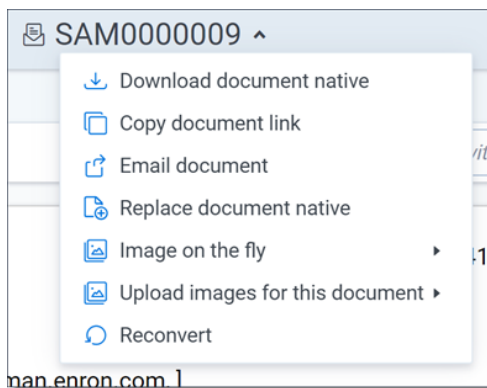 SAM0000009
Download document native
Copy document link
Email document
Replace document native
Image on the fly
Upload images for this document
Reconvert
man.enron.com, ]